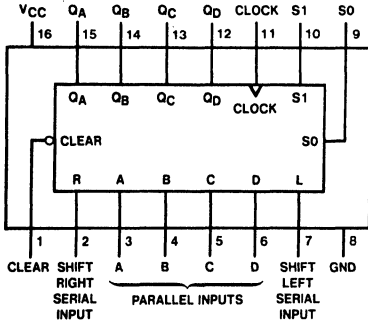 VCC QA QB QC QD CLOCK S1 S0
16 15 14 13 12 11 10 9
QA QB QC QD CLOCK S1
CLEAR S0
R A B C D L
1 2 3 4 5 6 7 8
CLEAR SHIFT RIGHT SERIAL INPUT A B C D SHIFT LEFT SERIAL INPUT GND
PARALLEL INPUTS